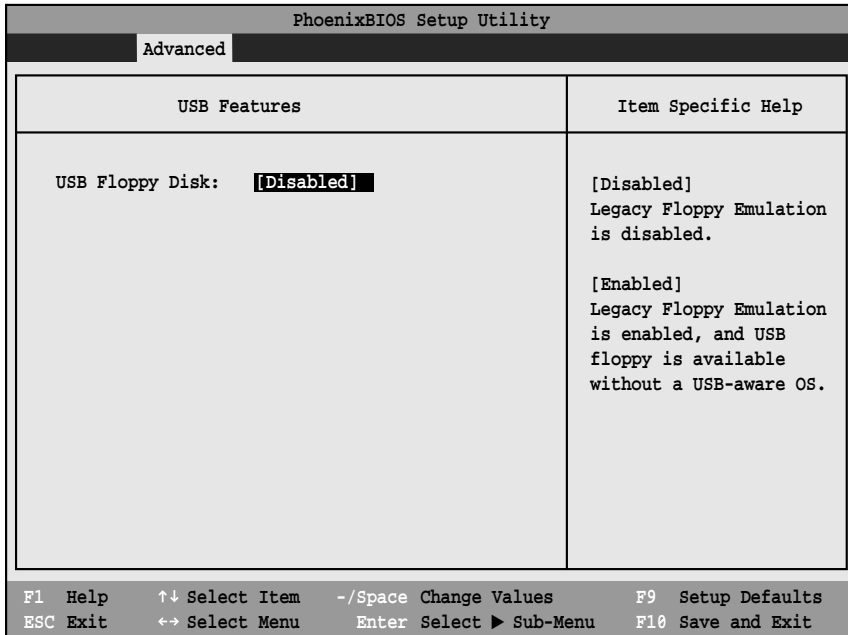 PhoenixBIOS Setup Utility
Advanced
USB Features
Item Specific Help
USB Floppy Disk: [Disabled]
[Disabled]
Legacy Floppy Emulation
is disabled.
[Enabled]
Legacy Floppy Emulation
is enabled, and USB
floppy is available
without a USB-aware OS.
F1 Help ↑↓ Select Item -/Space Change Values F9 Setup Defaults
ESC Exit ←→ Select Menu Enter Select ▶ Sub-Menu F10 Save and Exit